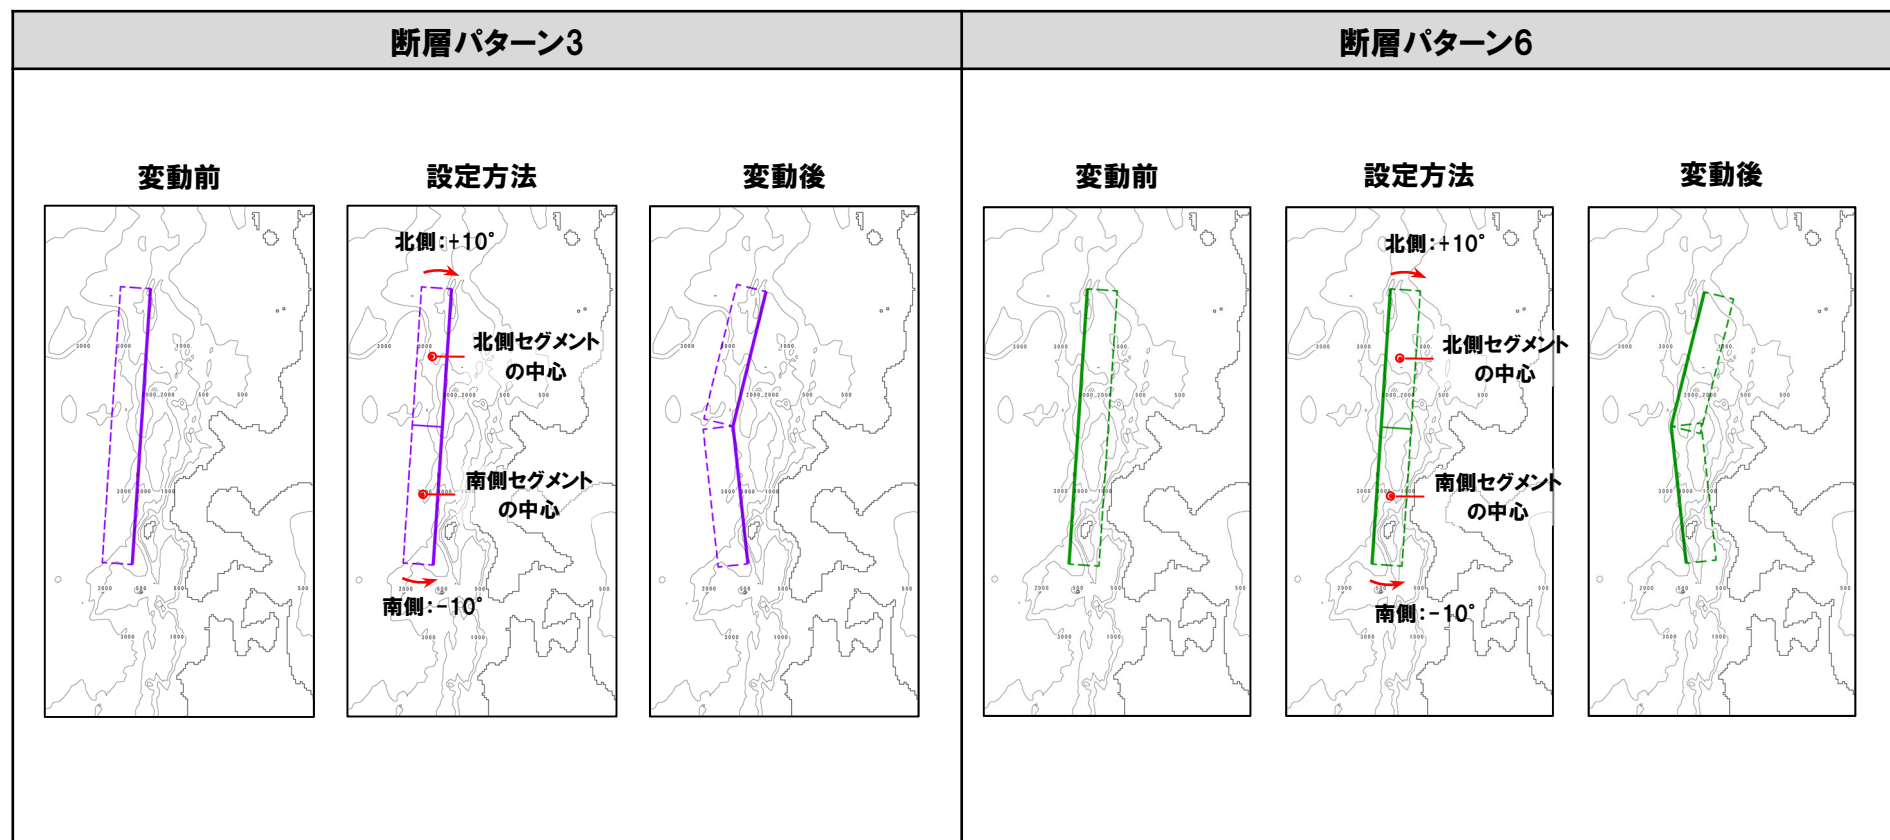 断層パターン3
断層パターン6
変動前
設定方法
変動後
変動前
設定方法
変動後
北側:+10°
北側セグメント
の中心
南側セグメント
の中心
南側:-10°
北側:+10°
北側セグメント
の中心
南側セグメント
の中心
南側:-10°